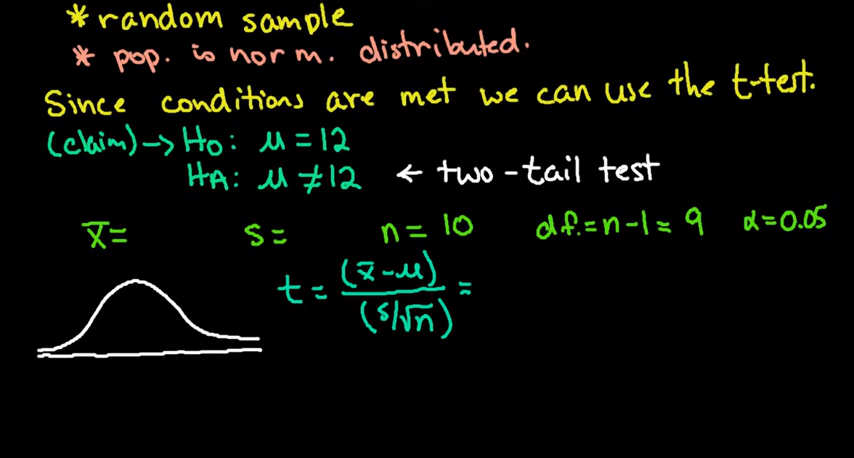 * random sample
* pop. is norm. distributed.
Since conditions are met we can use the t-test.
(claim) → H₀: μ = 12
H_A: μ ≠ 12 ← two-tail test
x̄= s= n= 10 d.f.= n-1= 9 α=0.05
t = (x̄-μ) / (s/√n) =